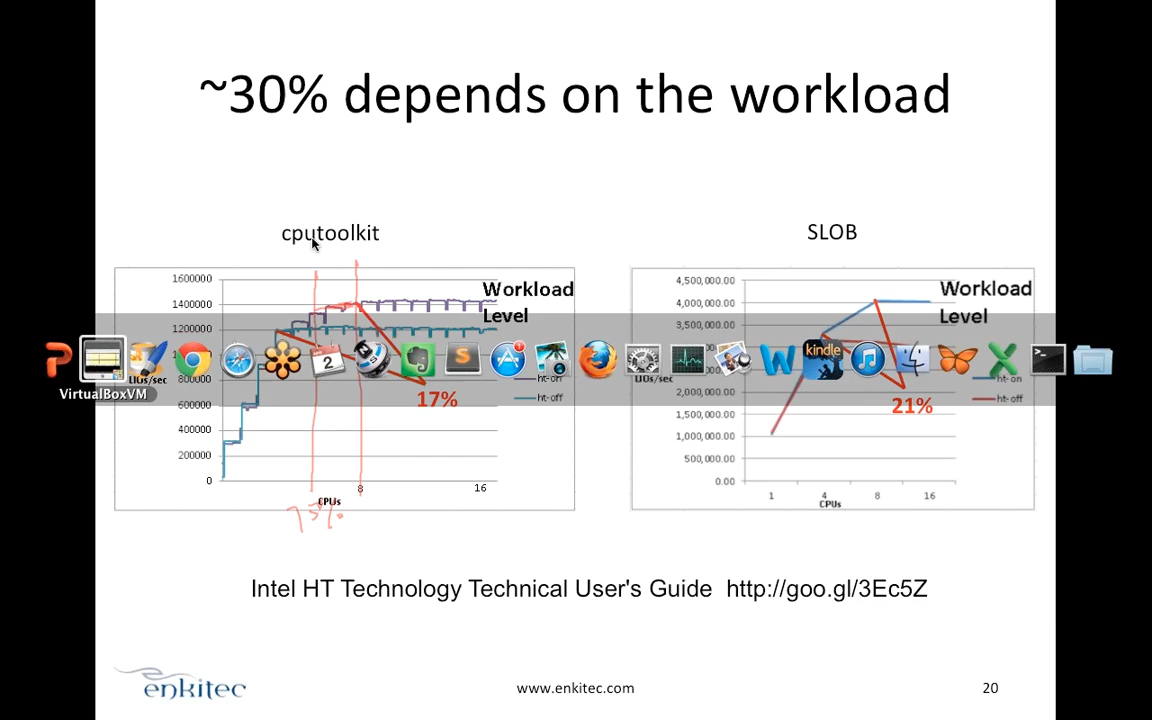 ~30% depends on the workload
cputoolkit
SLOB
1600000
1400000
1200000
800000
600000
400000
200000
0
Workload
Level
LIOs/sec
17%
ht-on
ht-off
8
16
CPUs
75%
4,500,000.00
4,000,000.00
3,500,000.00
2,000,000.00
1,500,000.00
1,000,000.00
500,000.00
0.00
Workload
Level
LIOs/sec
21%
ht-on
ht-off
1
4
8
16
CPUs
VirtualBoxVM
2
S
1
W
kindle
X
Intel HT Technology Technical User's Guide http://goo.gl/3Ec5Z
enkitec
www.enkitec.com
20